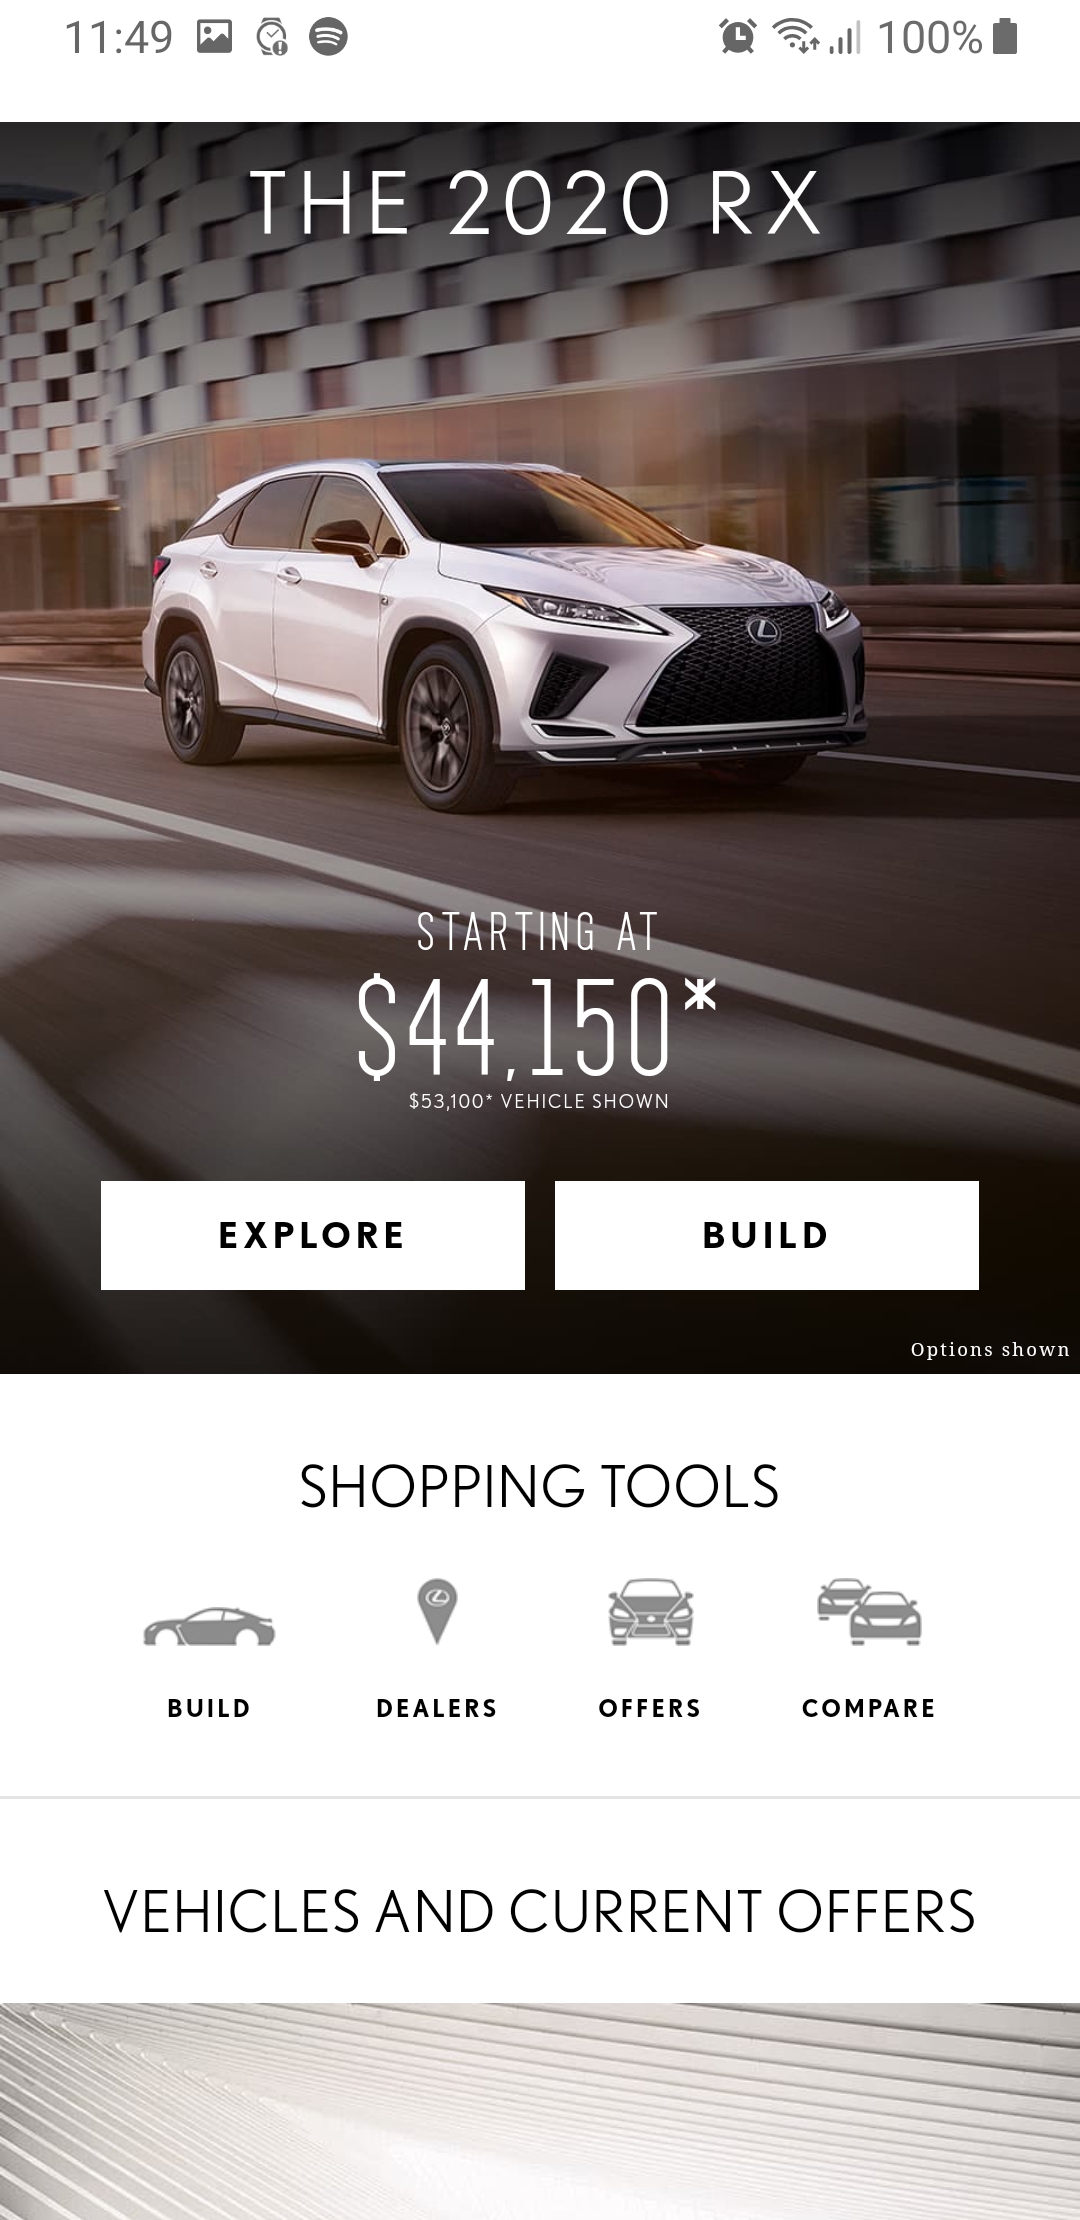 11:49
100%
THE 2020 RX
STARTING AT
$44,150*
$53,100* VEHICLE SHOWN
EXPLORE
BUILD
Options shown
SHOPPING TOOLS
BUILD
DEALERS
OFFERS
COMPARE
VEHICLES AND CURRENT OFFERS